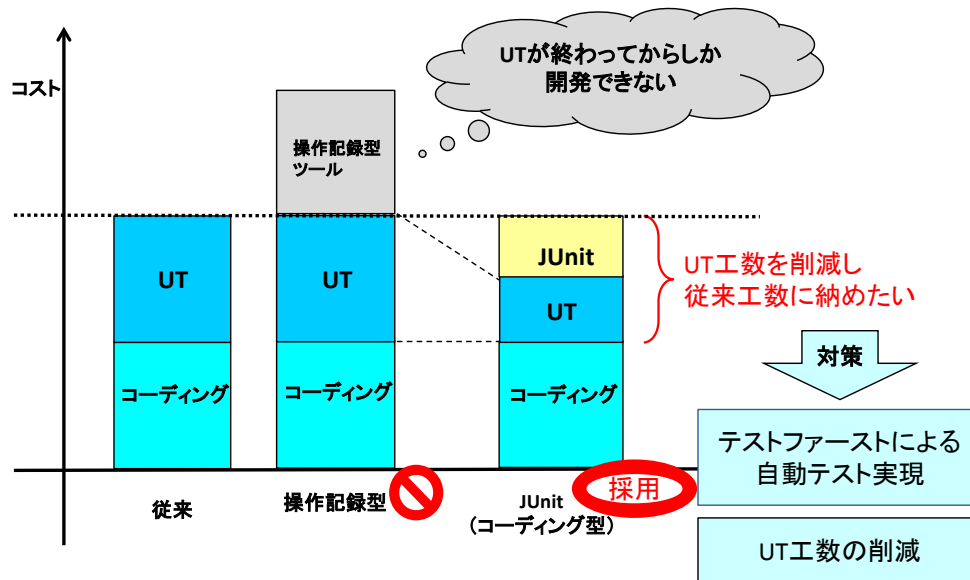 コスト
UTが終わってからしか
開発できない
操作記録型
ツール
UT
UT
JUnit
UT
UT工数を削減し
従来工数に納めたい
対策
コーディング
コーディング
コーディング
テストファーストによる
自動テスト実現
従来
操作記録型
JUnit
（コーディング型）
採用
UT工数の削減